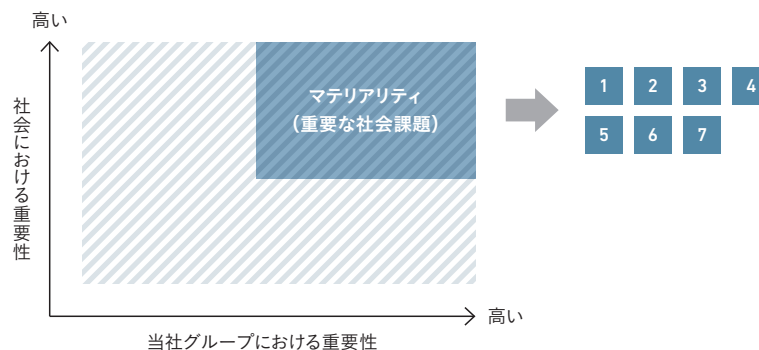 高い
社会における重要性
マテリアリティ
（重要な社会課題）
1 2 3 4
5 6 7
高い
当社グループにおける重要性